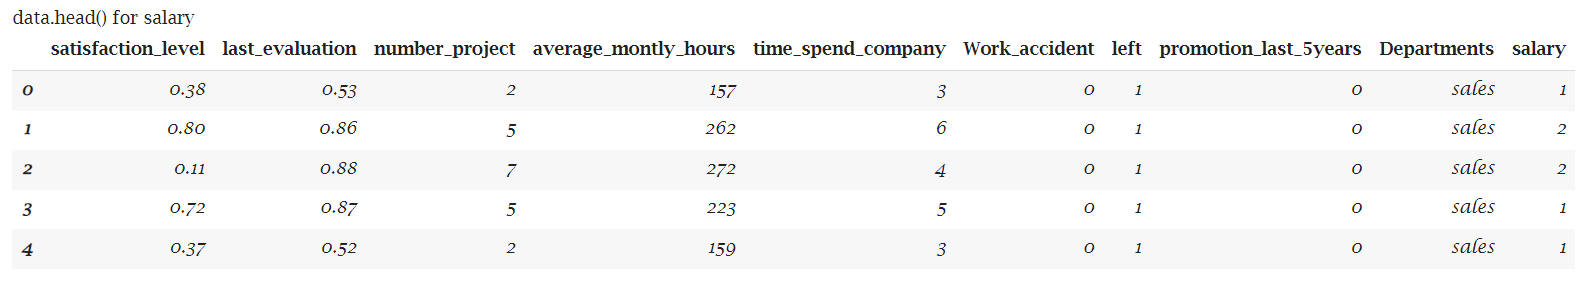 data.head() for salary
satisfaction_level last_evaluation number_project average_montly_hours time_spend_company Work_accident left promotion_last_5years Departments salary
0 0.38 0.53 2 157 3 0 1 0 sales 1
1 0.80 0.86 5 262 6 0 1 0 sales 2
2 0.11 0.88 7 272 4 0 1 0 sales 2
3 0.72 0.87 5 223 5 0 1 0 sales 1
4 0.37 0.52 2 159 3 0 1 0 sales 1